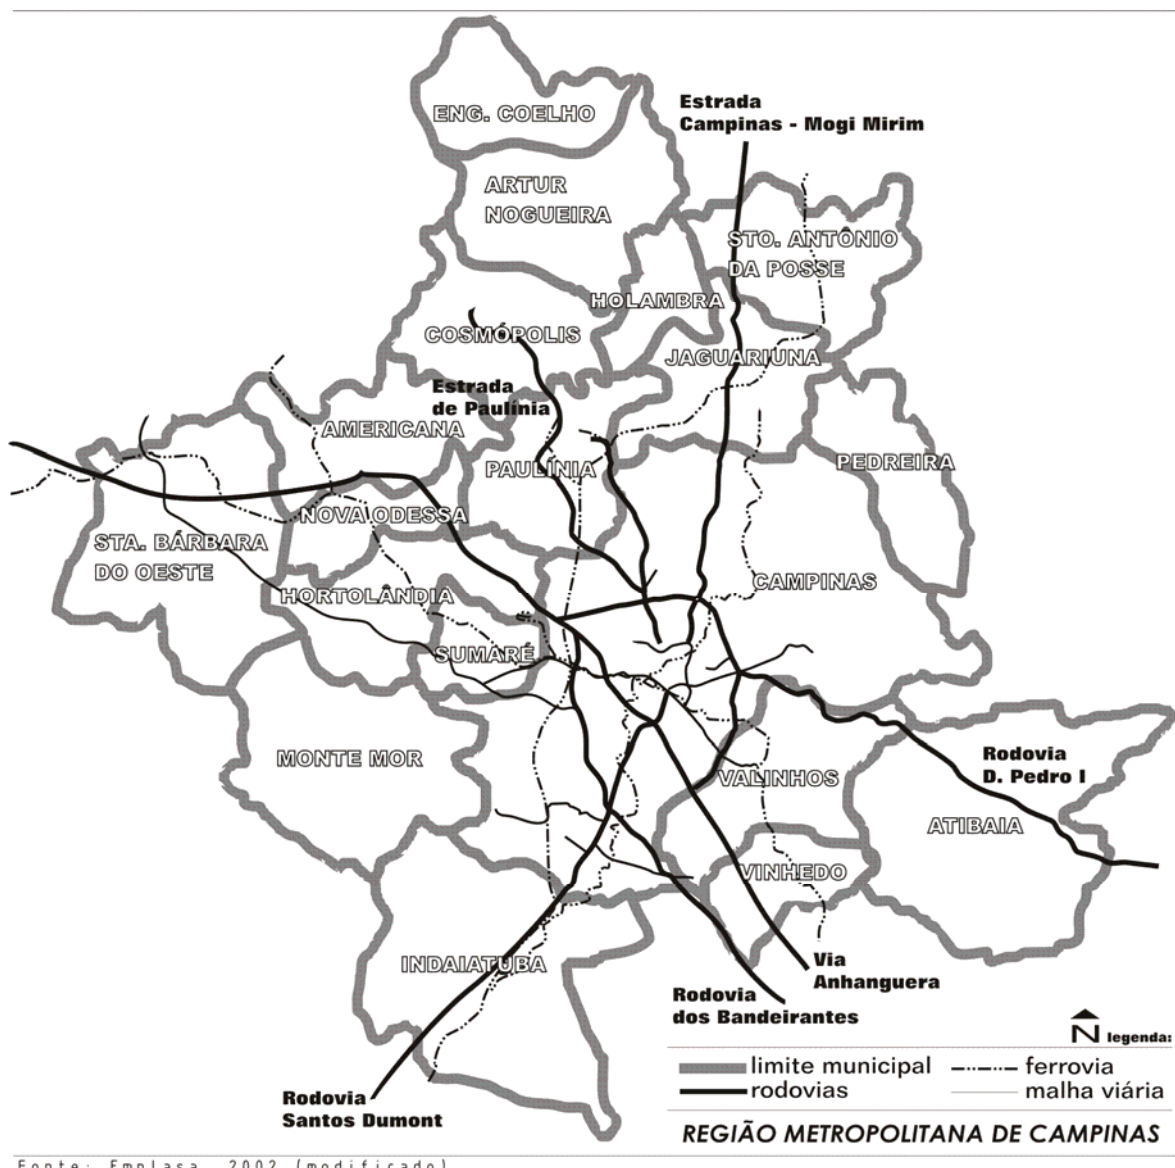 ENG. COELHO
Estrada
Campinas - Mogi Mirim
ARTUR
NOGUEIRA
STO. ANTÔNIO
DA POSSE
HOLAMBRA
COSMÓPOLIS
JAGUARIÚNA
Estrada
de Paulínia
AMERICANA
PAULÍNIA
PEDREIRA
NOVA ODESSA
STA. BÁRBARA
DO OESTE
CAMPINAS
HORTOLÂNDIA
SUMARÉ
MONTE MOR
VALINHOS
Rodovia
D. Pedro I
ATIBAIA
VINHEDO
INDAIATUBA
Via
Anhanguera
Rodovia
dos Bandeirantes
N legenda:
limite municipal
ferrovia
rodovias
malha viária
Rodovia
Santos Dumont
REGIÃO METROPOLITANA DE CAMPINAS
Fonte: Emplasa, 2002 (modificado)